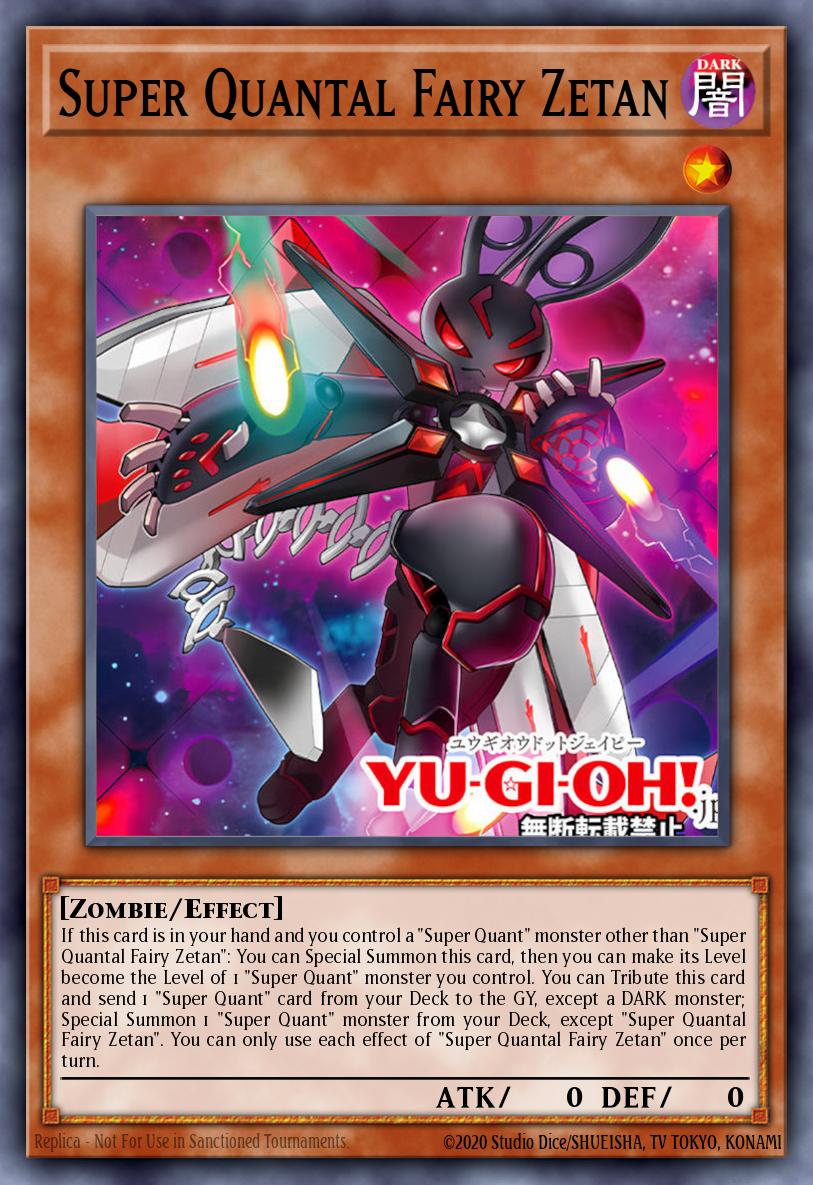 SUPER QUANTAL FAIRY ZETAN
DARK
闇
ユウギオウドットジェイピー
YU-GI-OH!
無断転載禁止
[ZOMBIE/EFFECT]
If this card is in your hand and you control a "Super Quant" monster other than "Super
Quantal Fairy Zetan": You can Special Summon this card, then you can make its Level
become the Level of 1 "Super Quant" monster you control. You can Tribute this card
and send 1 "Super Quant" card from your Deck to the GY, except a DARK monster;
Special Summon 1 "Super Quant" monster from your Deck, except "Super Quantal
Fairy Zetan". You can only use each effect of "Super Quantal Fairy Zetan" once per
turn.
ATK/ 0 DEF/ 0
Replica - Not For Use in Sanctioned Tournaments.
©2020 Studio Dice/SHUEISHA, TV TOKYO, KONAMI